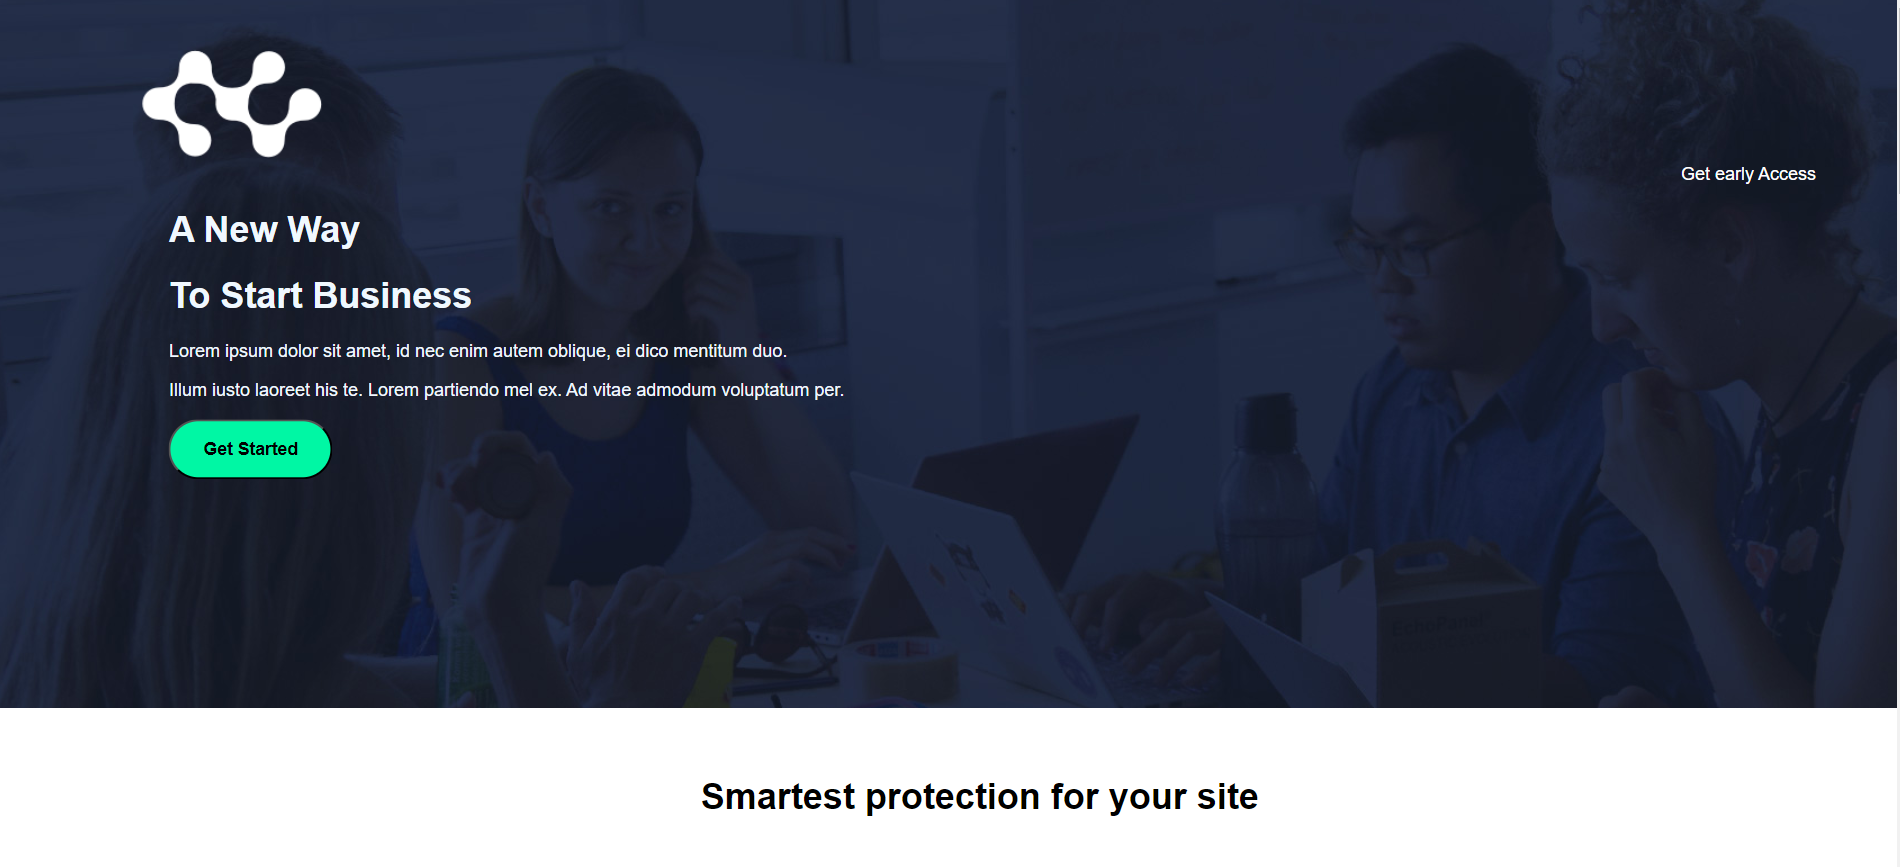 Get early Access
A New Way
To Start Business
Lorem ipsum dolor sit amet, id nec enim autem oblique, ei dico mentitum duo.
Illum iusto laoreet his te. Lorem partiendo mel ex. Ad vitae admodum voluptatum per.
Get Started
EchoPanel
Smartest protection for your site